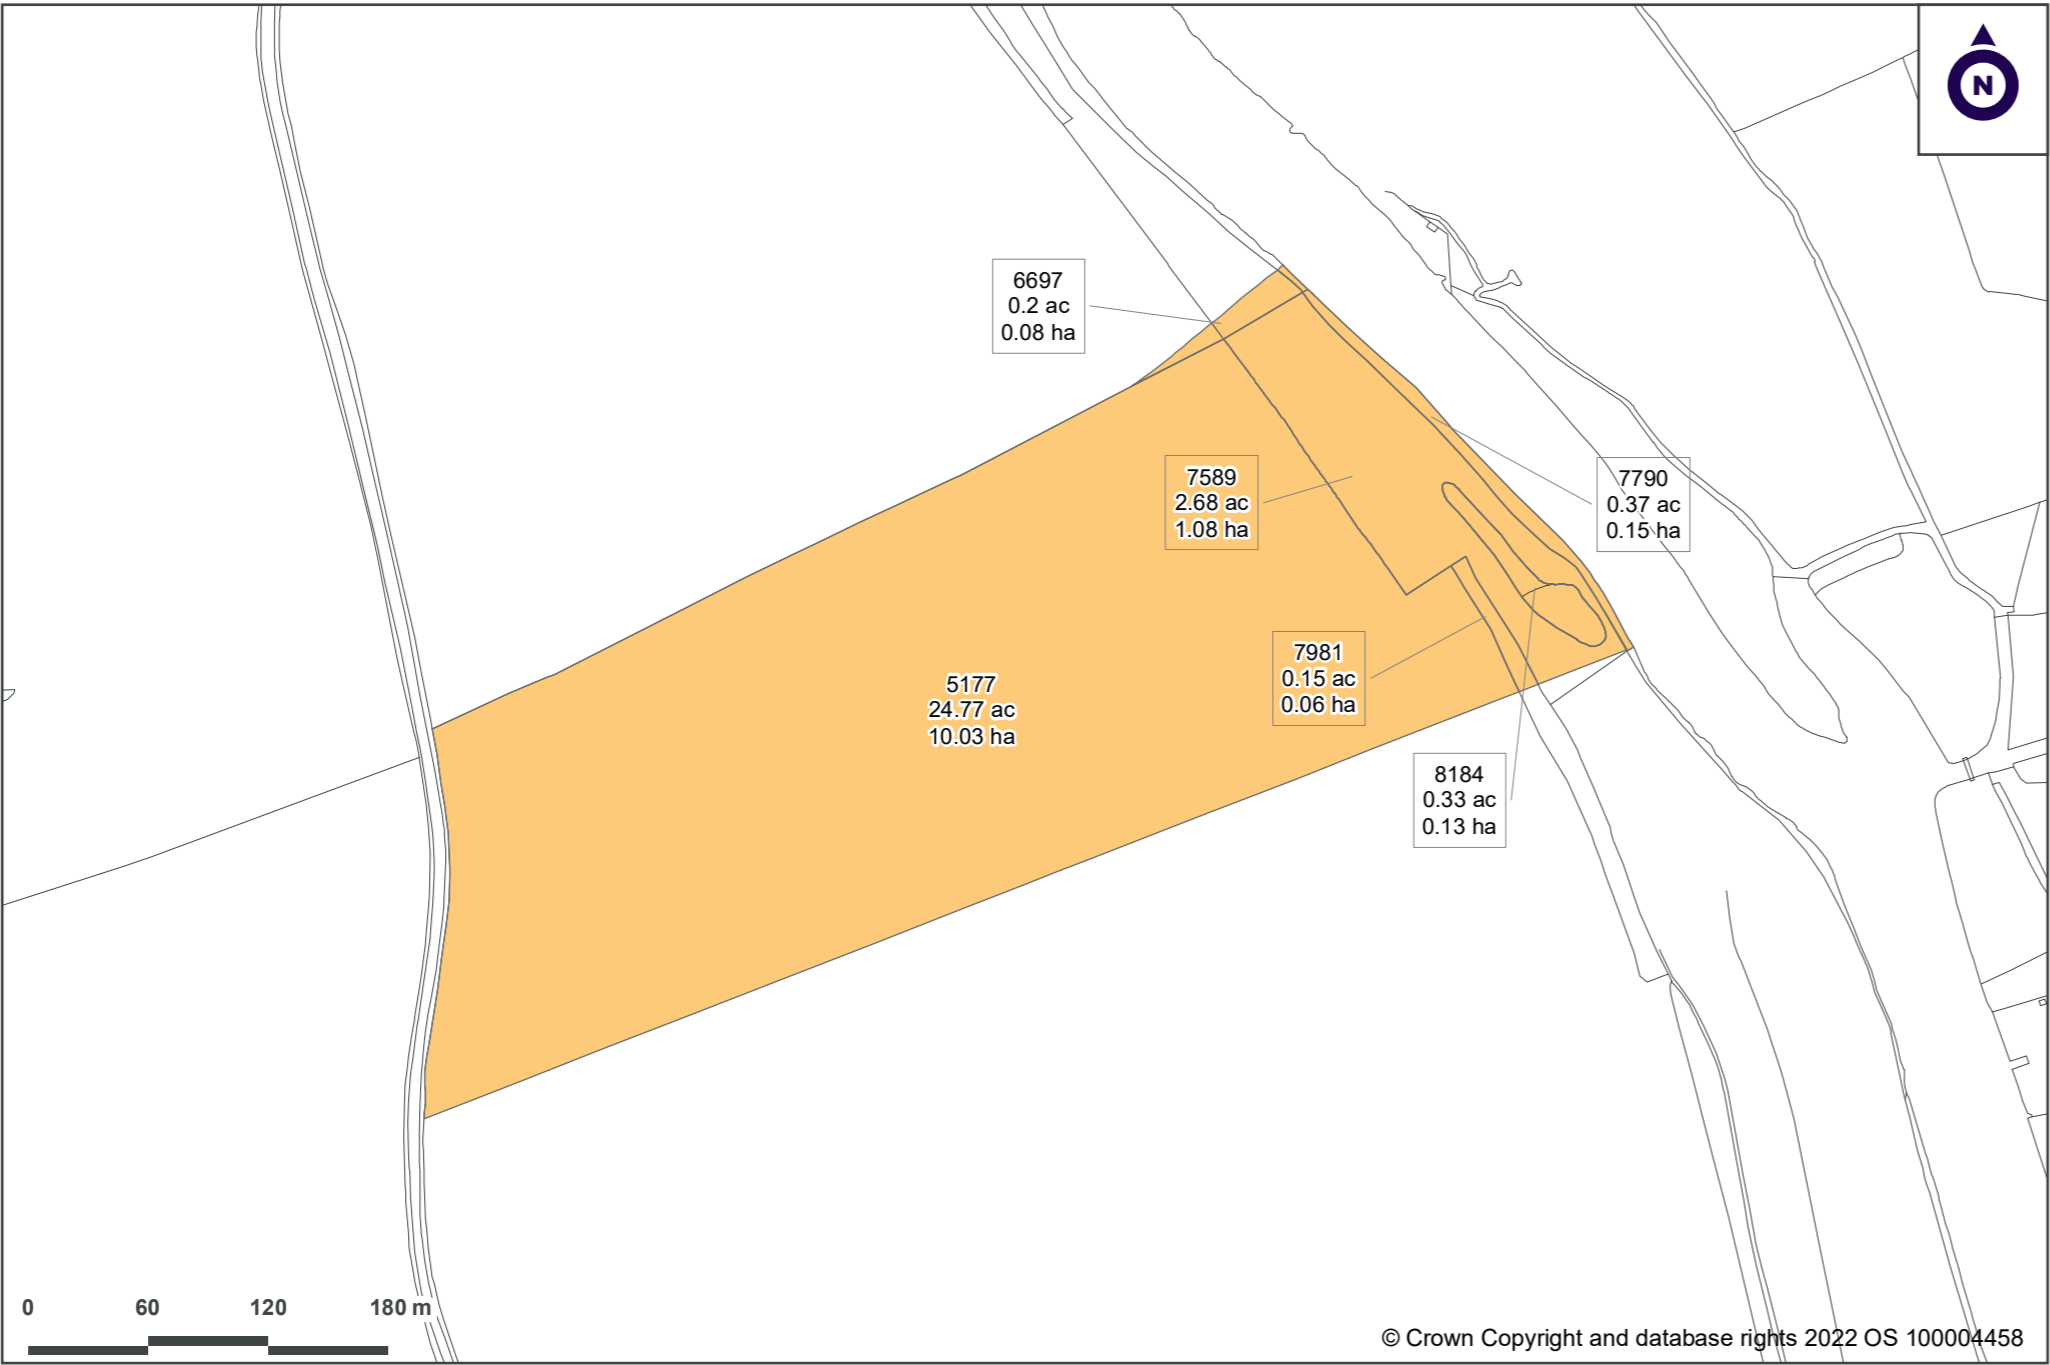 N
6697
0.2 ac
0.08 ha
7589
2.68 ac
1.08 ha
7790
0.37 ac
0.15 ha
7981
0.15 ac
0.06 ha
5177
24.77 ac
10.03 ha
8184
0.33 ac
0.13 ha
0 60 120 180 m
© Crown Copyright and database rights 2022 OS 100004458